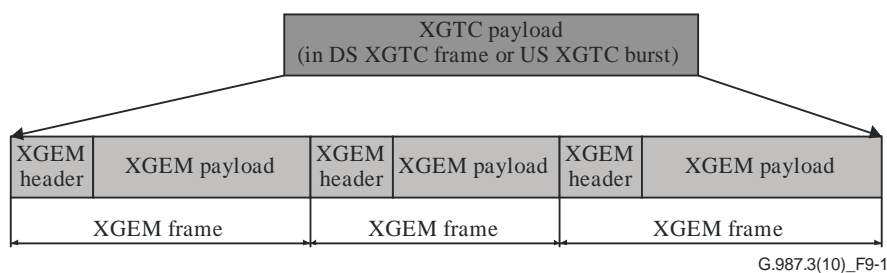 XGTC payload
(in DS XGTC frame or US XGTC burst)
XGEM header
XGEM payload
XGEM header
XGEM payload
XGEM header
XGEM payload
XGEM frame
XGEM frame
XGEM frame
G.987.3(10)_F9-1